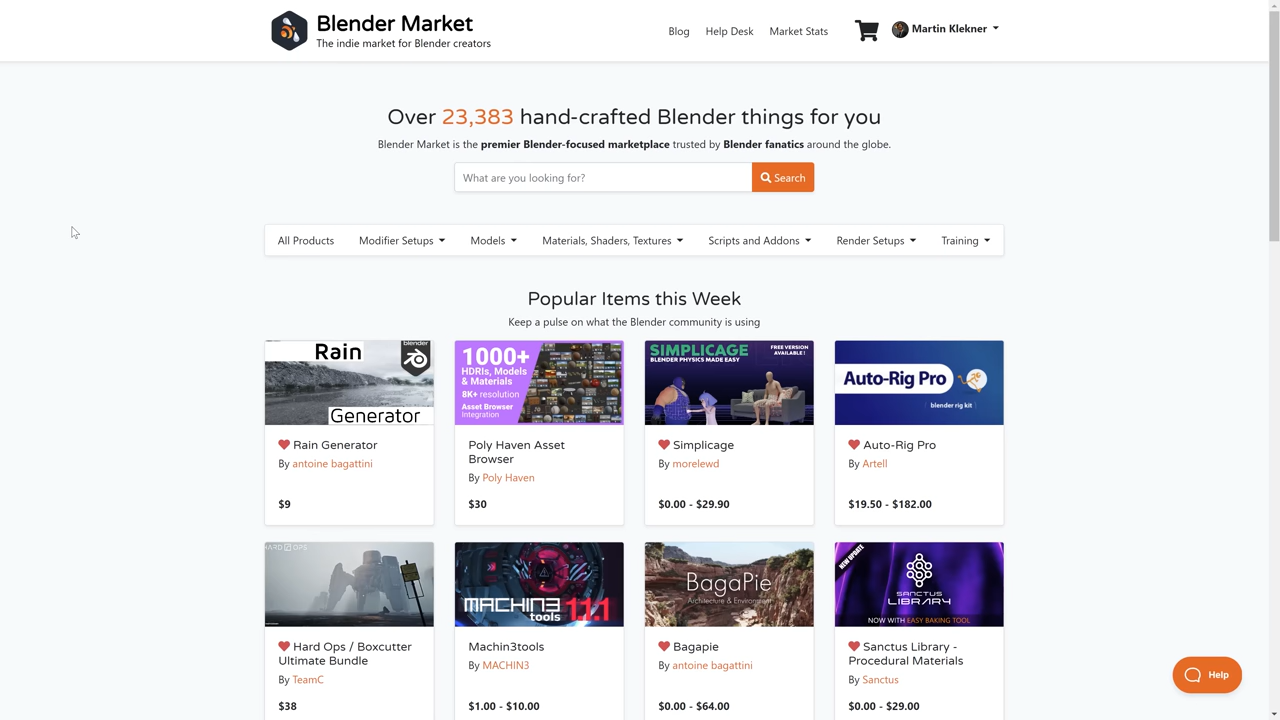 Blender Market
The indie market for Blender creators
Blog
Help Desk
Market Stats
Martin Klekner
Over 23,383 hand-crafted Blender things for you
Blender Market is the premier Blender-focused marketplace trusted by Blender fanatics around the globe.
What are you looking for?
Search
All Products
Modifier Setups
Models
Materials, Shaders, Textures
Scripts and Addons
Render Setups
Training
Popular Items this Week
Keep a pulse on what the Blender community is using
Rain
blender
Generator
Rain Generator
By antoine bagattini
$9
1000+
HDRIs, Models
& Materials
8K+ resolution
Asset Browser
Integration
Poly Haven Asset
Browser
By Poly Haven
$30
SIMPLICAGE
BLENDER PHYSICS MADE EASY
FREE VERSION
AVAILABLE !
Simplicage
By morelewd
$0.00 - $29.90
Auto-Rig Pro
blender rig kit
Auto-Rig Pro
By Artell
$19.50 - $182.00
HARD OPS
Hard Ops / Boxcutter
Ultimate Bundle
By TeamC
$38
MACHIN3
tools
1.1.1
Machin3tools
By MACHIN3
$1.00 - $10.00
BagaPie
Architecture & Environment
Bagapie
By antoine bagattini
$0.00 - $64.00
NEW UPDATE
SANCTUS
LIBRARY
NOW WITH EASY BAKING TOOL
Sanctus Library -
Procedural Materials
By Sanctus
$0.00 - $29.00
Help